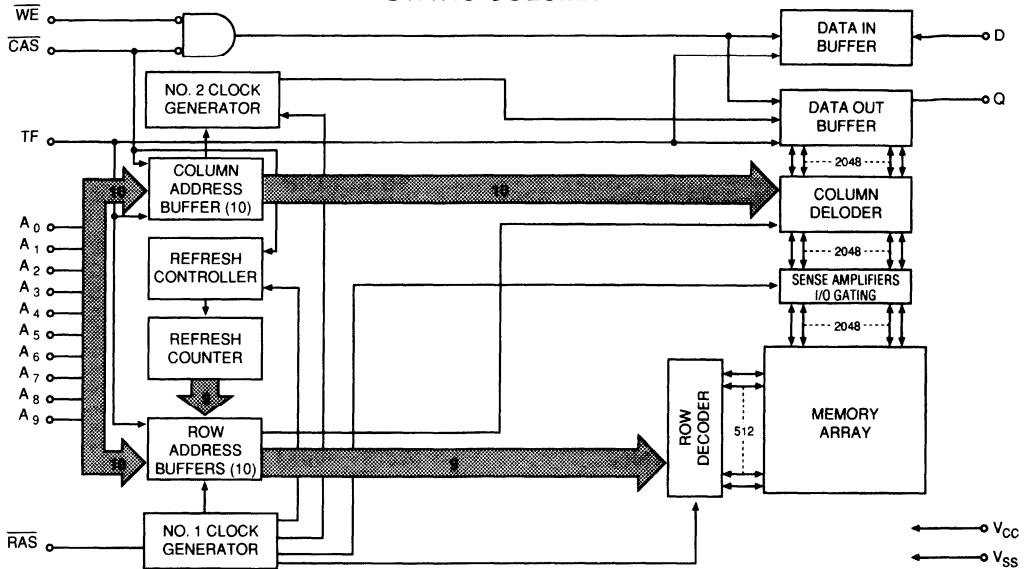 STATIC COLUMN
WE
CAS
TF
A0
A1
A2
A3
A4
A5
A6
A7
A8
A9
RAS
NO. 2 CLOCK
GENERATOR
COLUMN
ADDRESS
BUFFER (10)
REFRESH
CONTROLLER
REFRESH
COUNTER
ROW
ADDRESS
BUFFERS (10)
NO. 1 CLOCK
GENERATOR
10
10
10
9
9
DATA IN
BUFFER
D
DATA OUT
BUFFER
Q
2048
COLUMN
DELODER
2048
SENSE AMPLIFIERS
I/O GATING
2048
ROW
DECODER
512
MEMORY
ARRAY
VCC
VSS